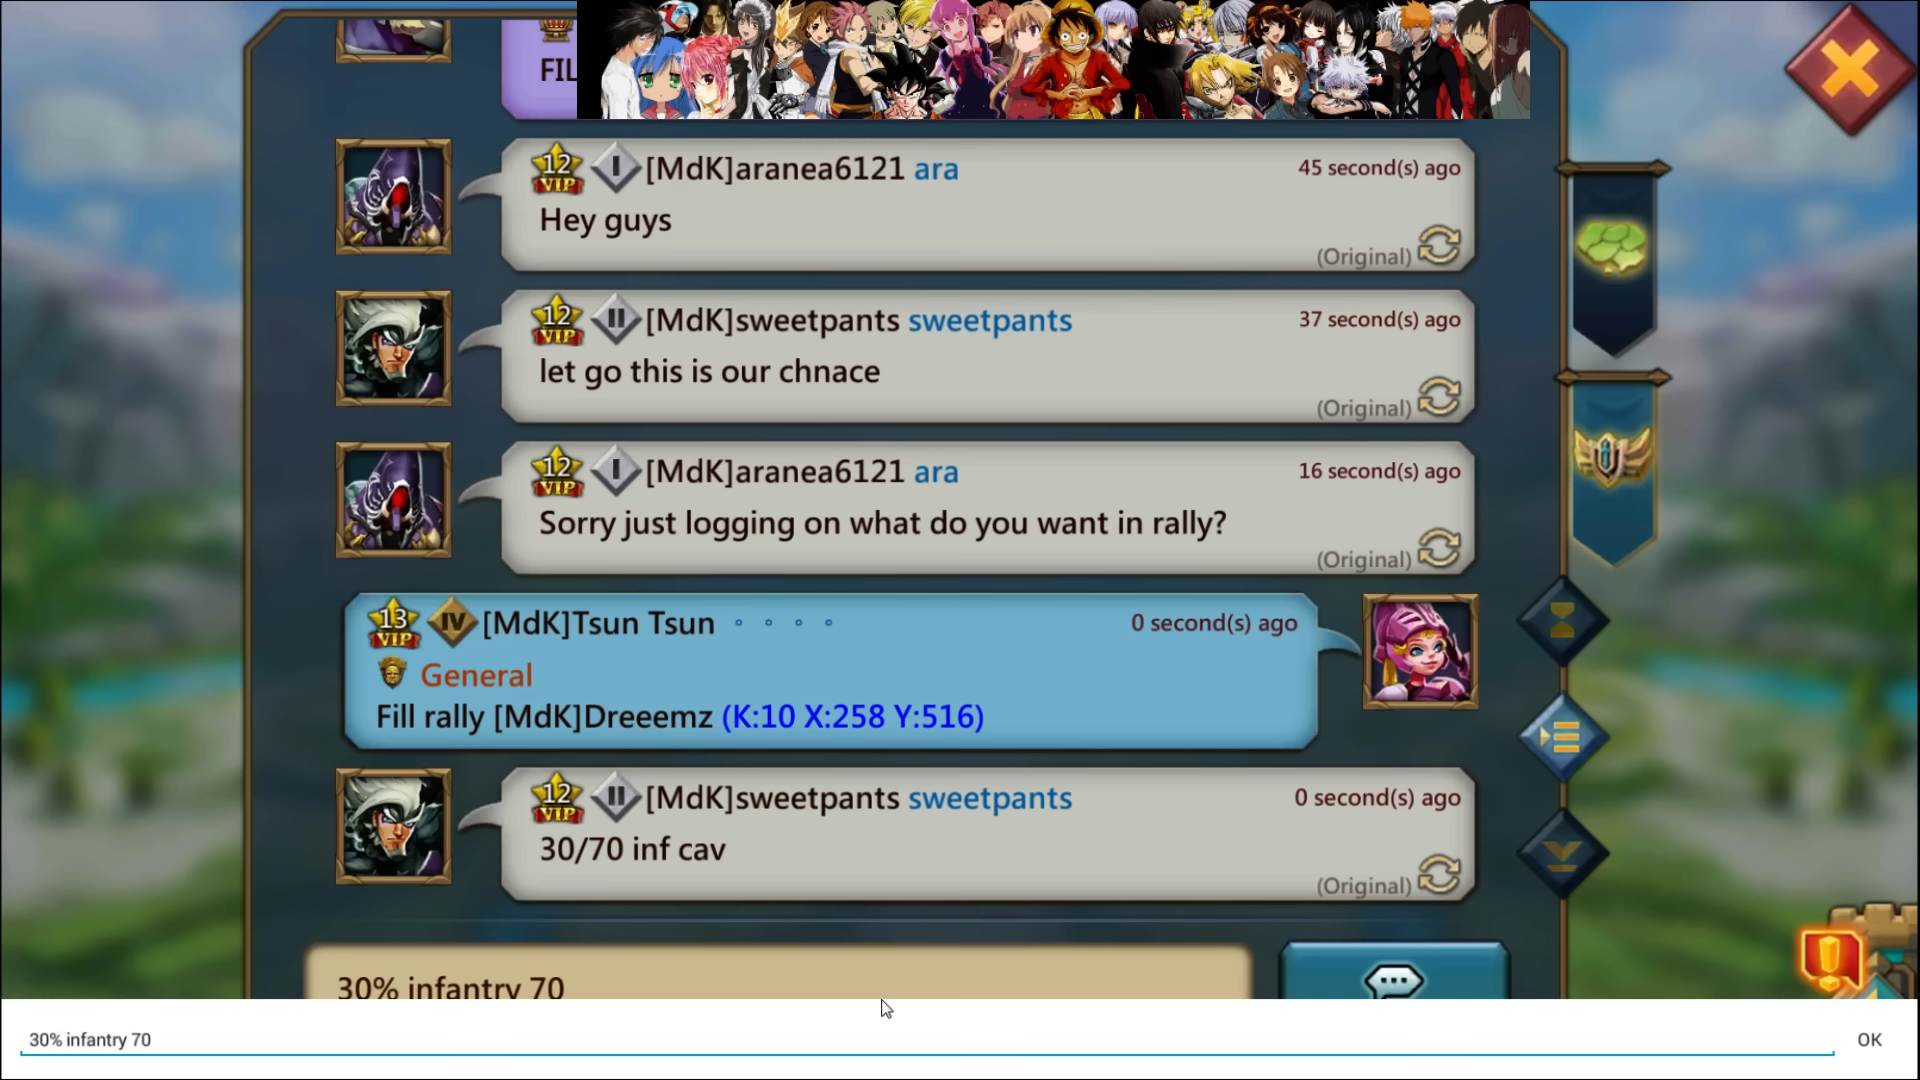 FIL
12 VIP I [MdK]aranea6121 ara 45 second(s) ago
Hey guys
(Original)
12 VIP II [MdK]sweetpants sweetpants 37 second(s) ago
let go this is our chnace
(Original)
12 VIP I [MdK]aranea6121 ara 16 second(s) ago
Sorry just logging on what do you want in rally?
(Original)
13 VIP IV [MdK]Tsun Tsun 0 second(s) ago
General
Fill rally [MdK]Dreeemz (K:10 X:258 Y:516)
12 VIP II [MdK]sweetpants sweetpants 0 second(s) ago
30/70 inf cav
(Original)
30% infantry 70
30% infantry 70 OK